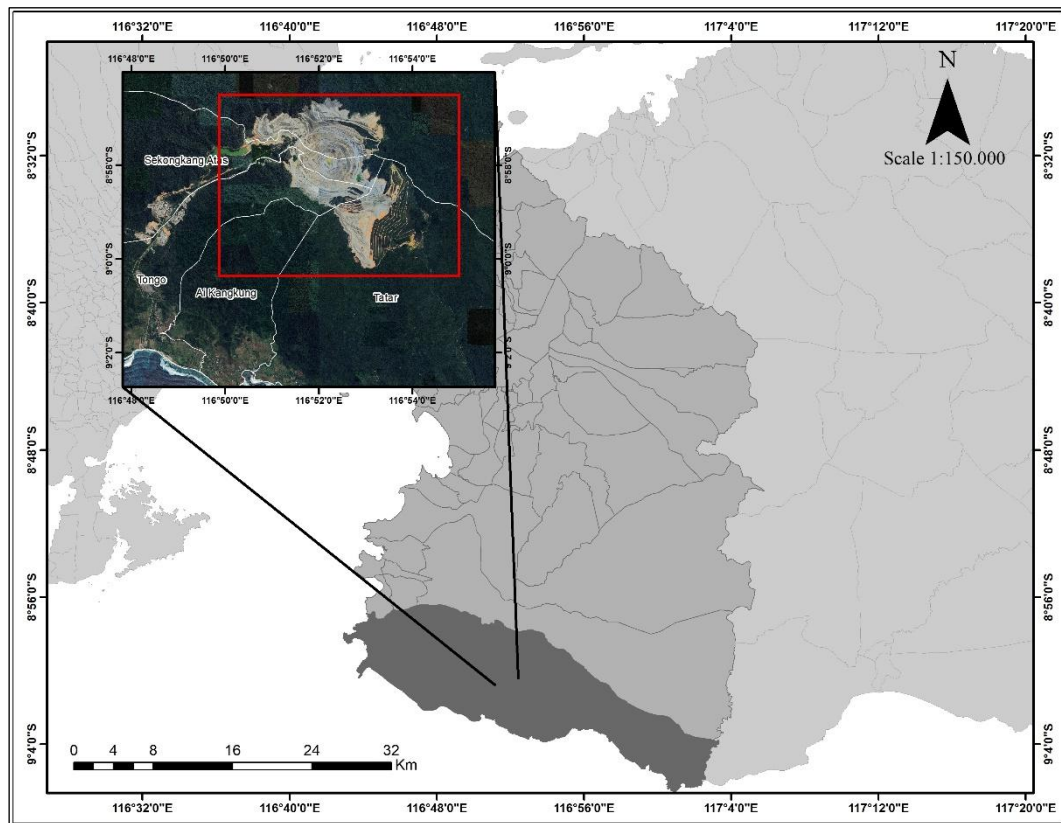 116°32'0"E 116°40'0"E 116°48'0"E 116°56'0"E 117°4'0"E 117°12'0"E 117°20'0"E
116°48'0"E 116°50'0"E 116°52'0"E 116°54'0"E
N
Scale 1:150.000
8°32'0"S
8°32'0"S
Sekongkang Atas
8°58'0"S
8°58'0"S
9°0'0"S
9°0'0"S
Tongo
Ai Kangkung
Tatar
8°40'0"S
8°40'0"S
9°2'0"S
9°2'0"S
116°48'0"E 116°50'0"E 116°52'0"E 116°54'0"E
8°48'0"S
8°48'0"S
8°56'0"S
8°56'0"S
9°4'0"S
9°4'0"S
0 4 8 16 24 32
Km
116°32'0"E 116°40'0"E 116°48'0"E 116°56'0"E 117°4'0"E 117°12'0"E 117°20'0"E